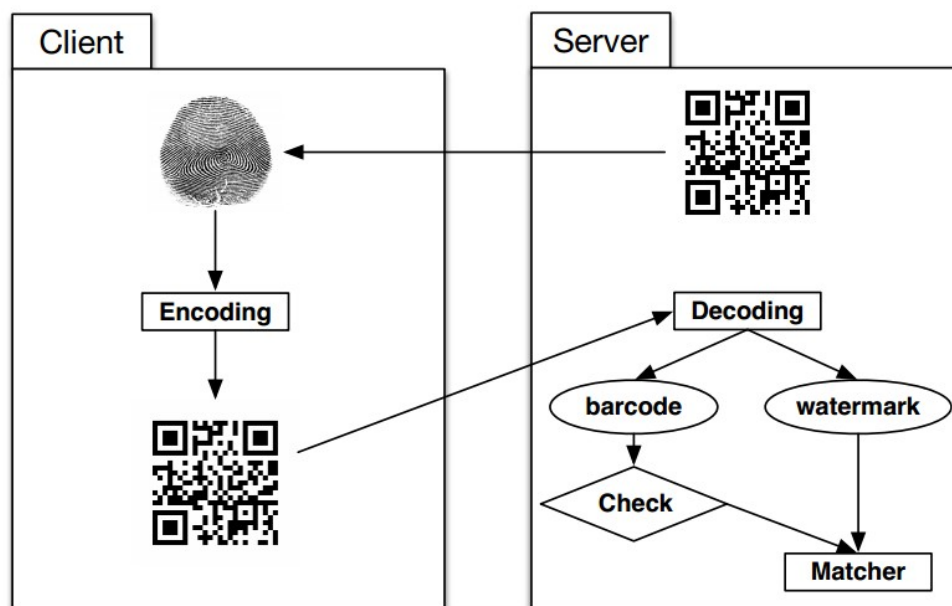 Client
Server
Encoding
Decoding
barcode
watermark
Check
Matcher